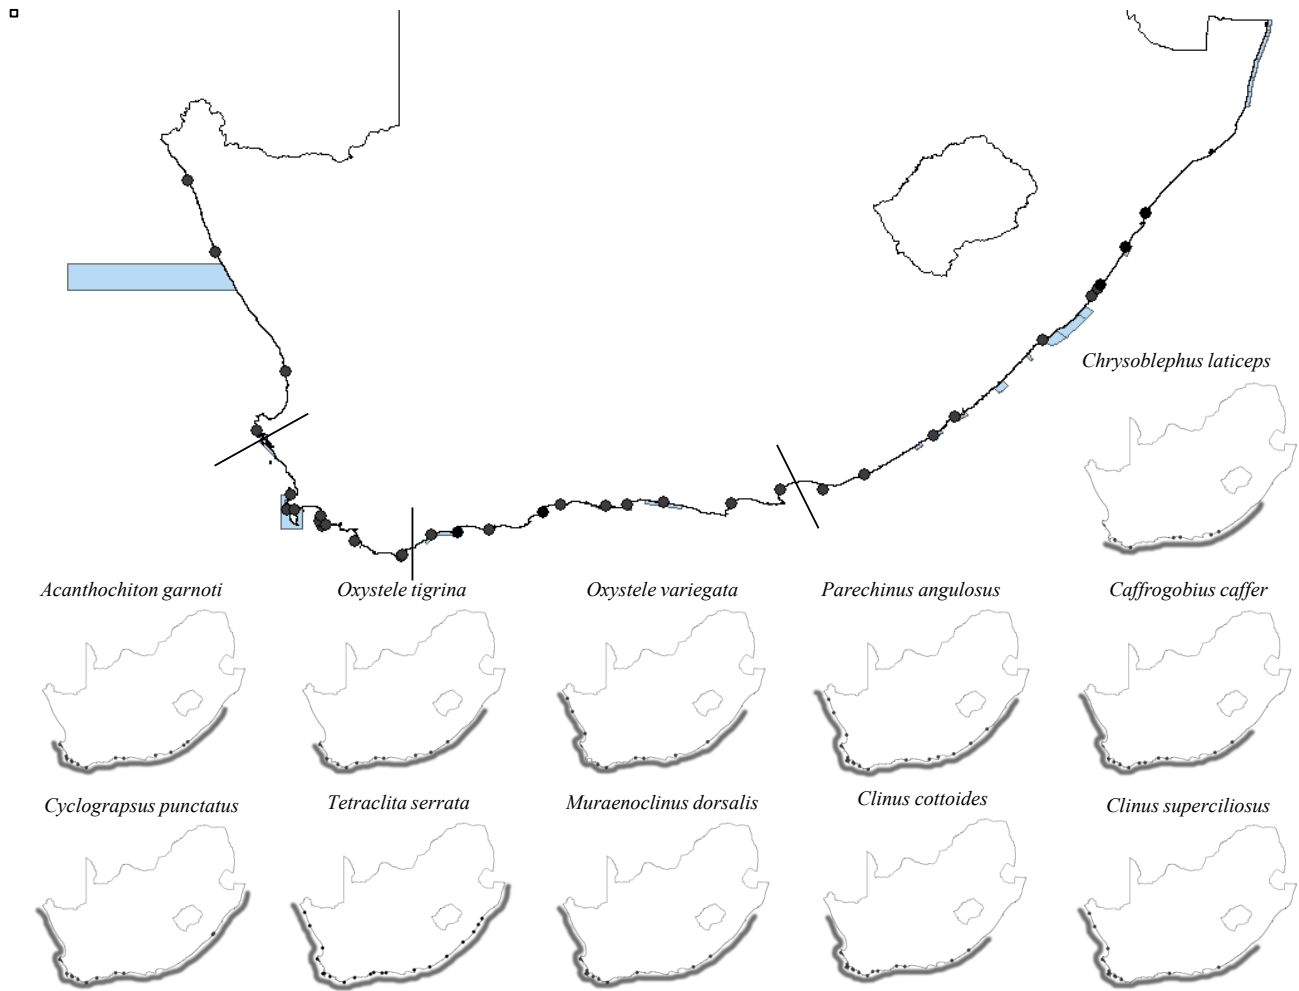 Chrysoblephus laticeps
Acanthochiton garnoti
Oxystele tigrina
Oxystele variegata
Parechinus angulosus
Caffrogobius caffer
Cyclograpsus punctatus
Tetraclita serrata
Muraenoclinus dorsalis
Clinus cottoides
Clinus superciliosus